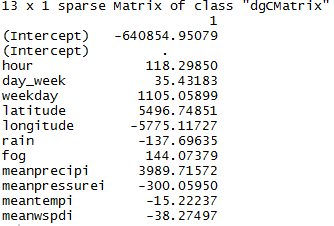 13 x 1 sparse Matrix of class "dgCMatrix"
1
(Intercept) -640854.95079
(Intercept) .
hour 118.29850
day_week 35.43183
weekday 1105.05899
latitude 5496.74851
longitude -5775.11727
rain -137.69635
fog 144.07379
meanprecipi 3989.71572
meanpressurei -300.05950
meantempi -15.22237
meanwspdi -38.27497